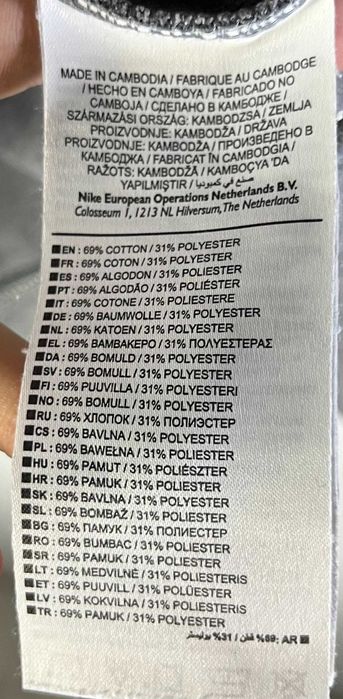 MADE IN CAMBODIA / FABRIQUE AU CAMBODGE
/ HECHO EN CAMBOYA / FABRICADO NO
CAMBOJA / СДЕЛАНО В КАМБОДЖЕ /
SZÁRMAZÁSI ORSZÁG: KAMBODZSA / ZEMLJA
PROIZVODNJE: KAMBODŽA / DRŽAVA
PROIZVODNJE: KAMBODŽA / ПРОИЗВЕДЕНО В
КАМБОДЖА / FABRICAT ÎN CAMBODGIA /
RAŽOTS: KAMBODŽĀ / KAMBOÇYA 'DA
YAPILMIŞTIR / صنع في كمبوديا
Nike European Operations Netherlands B.V.
Colosseum 1, 1213 NL Hilversum, The Netherlands
EN : 69% COTTON / 31% POLYESTER
FR : 69% COTON / 31% POLYESTER
ES : 69% ALGODON / 31% POLIESTER
PT : 69% ALGODÃO / 31% POLIÉSTER
IT : 69% COTONE / 31% POLIESTERE
DE : 69% BAUMWOLLE / 31% POLYESTER
NL : 69% KATOEN / 31% POLYESTER
EL : 69% ΒΑΜΒΑΚΕΡΟ / 31% ΠΟΛΥΕΣΤΕΡΑΣ
DA : 69% BOMULD / 31% POLYESTER
SV : 69% BOMULL / 31% POLYESTER
FI : 69% PUUVILLA / 31% POLYESTERI
NO : 69% BOMULL / 31% POLYESTER
RU : 69% ХЛОПОК / 31% ПОЛИЭСТЕР
CS : 69% BAVLNA / 31% POLYESTER
PL : 69% BAWEŁNA / 31% POLYESTER
HU : 69% PAMUT / 31% POLIÉSZTER
HR : 69% PAMUK / 31% POLIESTER
SK : 69% BAVLNA / 31% POLYESTER
SL : 69% BOMBAŽ / 31% POLIESTER
BG : 69% ПАМУК / 31% ПОЛИЕСТЕР
RO : 69% BUMBAC / 31% POLIESTER
SR : 69% PAMUK / 31% POLIESTER
LT : 69% MEDVILNĖ / 31% POLIESTERIS
ET : 69% PUUVILL / 31% POLÜESTER
LV : 69% KOKVILNA / 31% POLIESTERIS
TR : 69% PAMUK / 31% POLYESTER
AR :69% قطن / 31% بوليستر